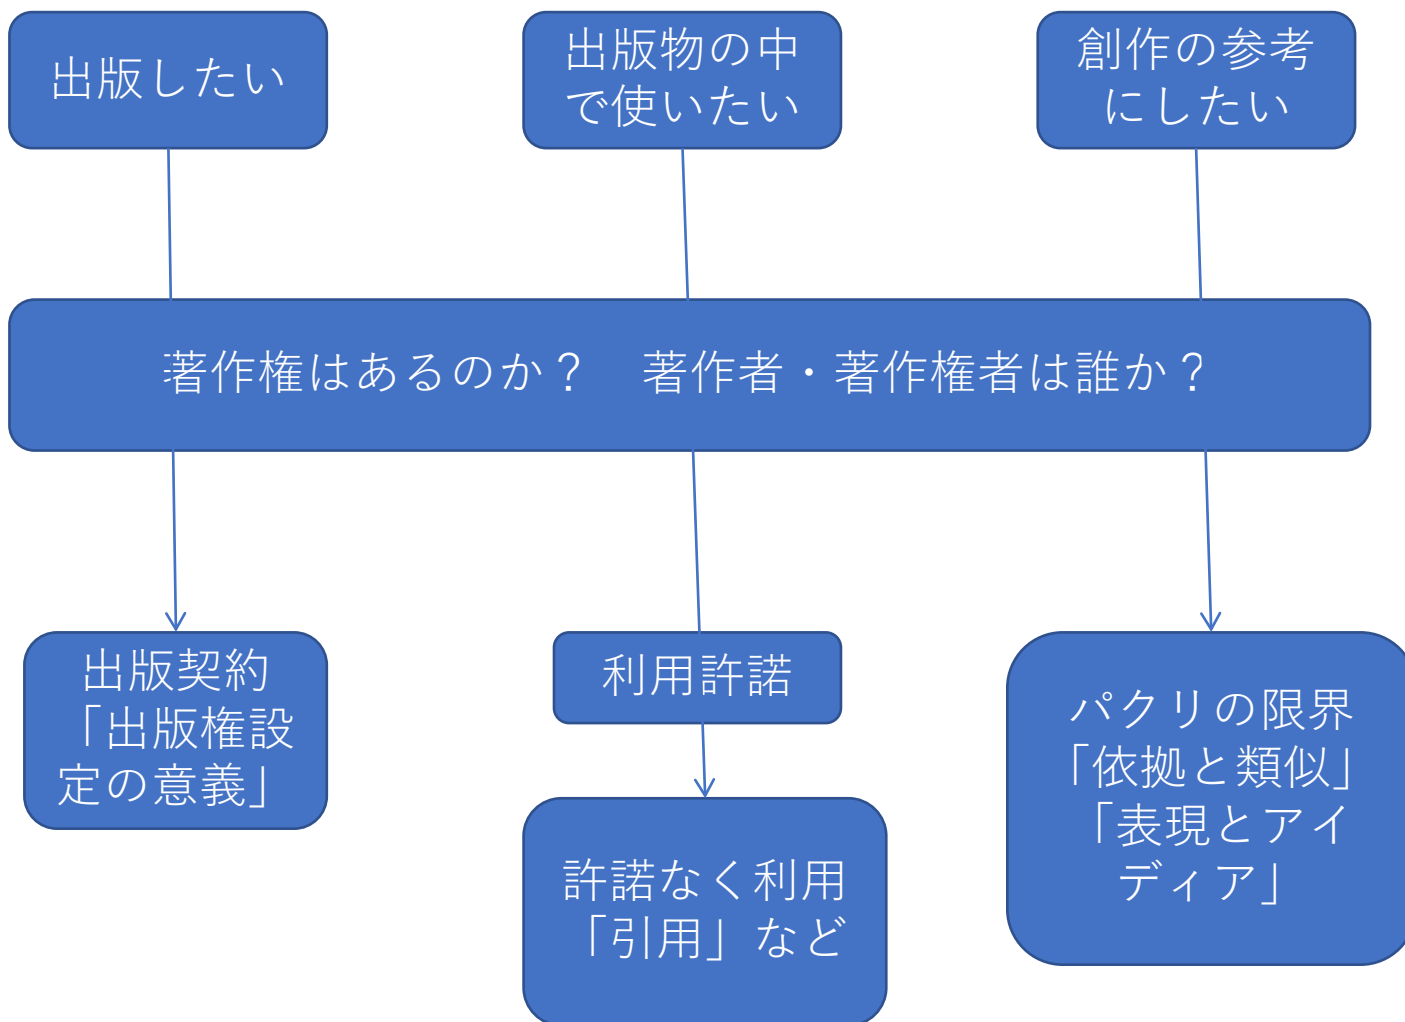 出版したい
出版物の中
で使いたい
創作の参考
にしたい
著作権はあるのか？　著作者・著作権者は誰か？
出版契約
「出版権設
定の意義」
利用許諾
許諾なく利用
「引用」など
パクリの限界
「依拠と類似」
「表現とアイ
ディア」